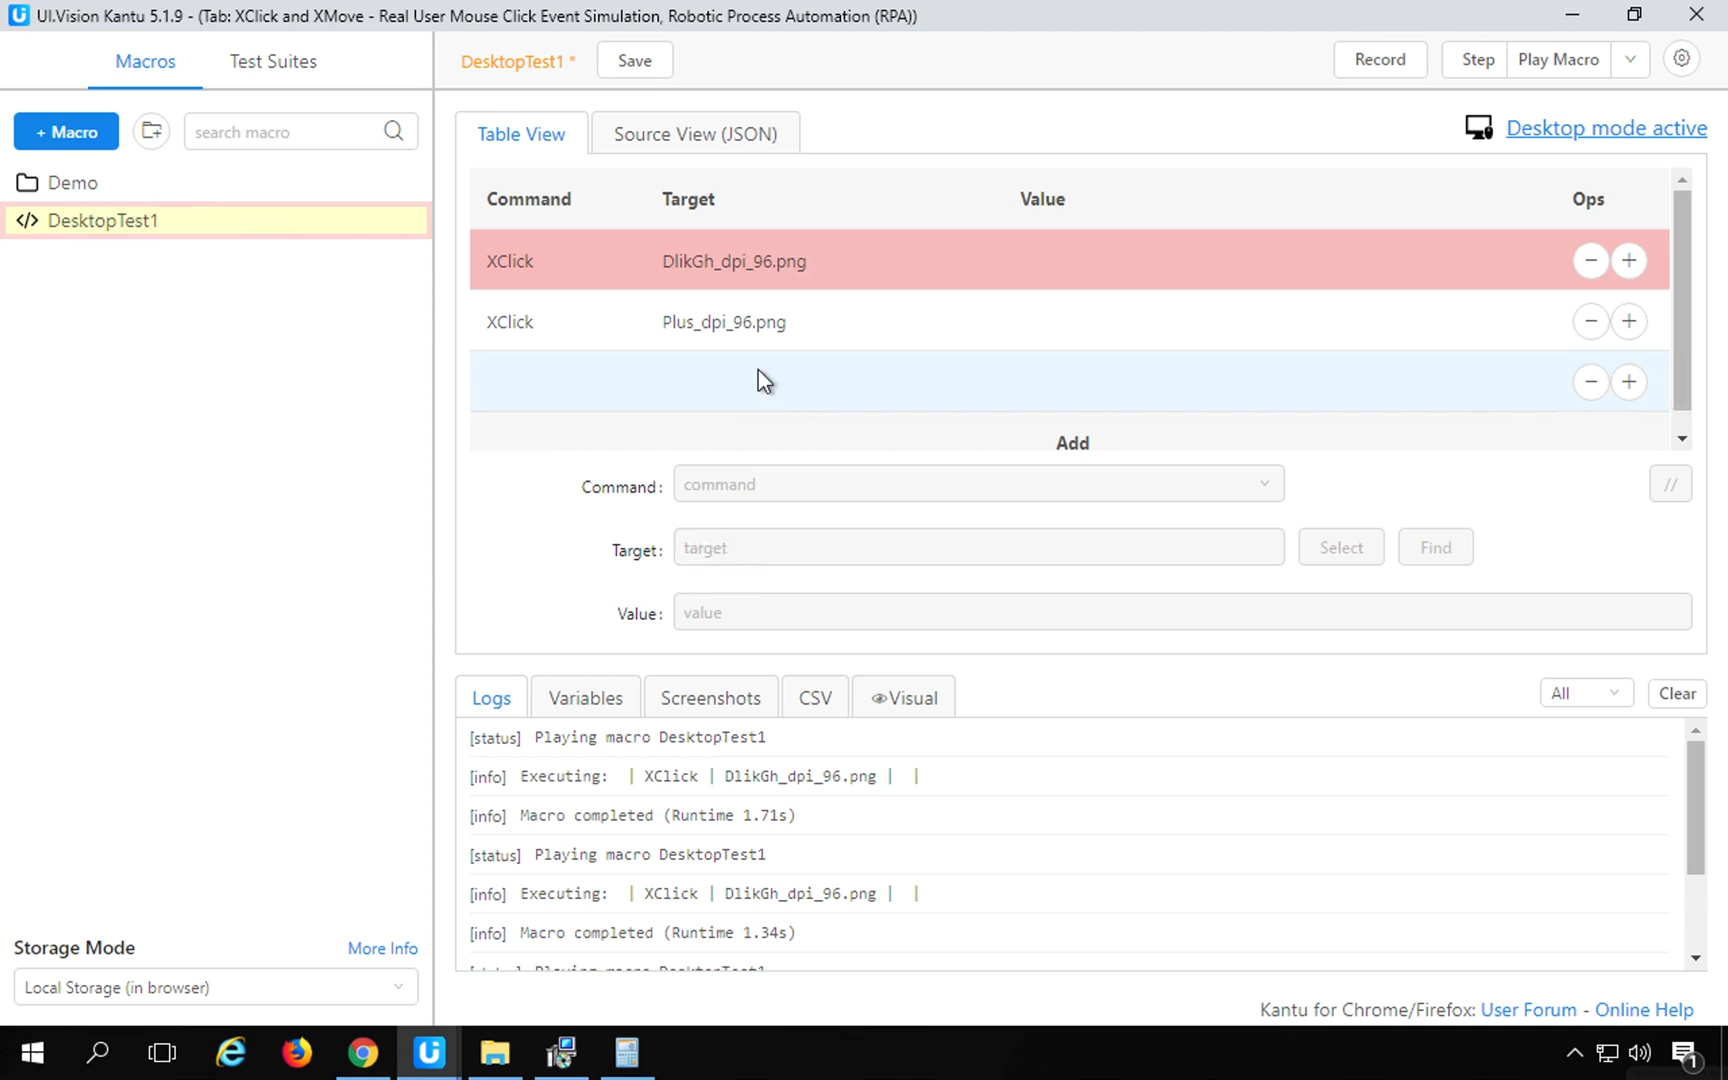 UI.Vision Kantu 5.1.9 - (Tab: XClick and XMove - Real User Mouse Click Event Simulation, Robotic Process Automation (RPA))
Macros
Test Suites
DesktopTest1 *
Save
Record
Step
Play Macro
+ Macro
search macro
Demo
DesktopTest1
Table View
Source View (JSON)
Desktop mode active
Command Target Value Ops
XClick DlikGh_dpi_96.png
XClick Plus_dpi_96.png
Add
Command: command //
Target: target Select Find
Value: value
Logs Variables Screenshots CSV Visual All Clear
[status] Playing macro DesktopTest1
[info] Executing: | XClick | DlikGh_dpi_96.png | |
[info] Macro completed (Runtime 1.71s)
[status] Playing macro DesktopTest1
[info] Executing: | XClick | DlikGh_dpi_96.png | |
[info] Macro completed (Runtime 1.34s)
[status] Playing macro DesktopTest1
Storage Mode
More Info
Local Storage (in browser)
Kantu for Chrome/Firefox: User Forum - Online Help
1